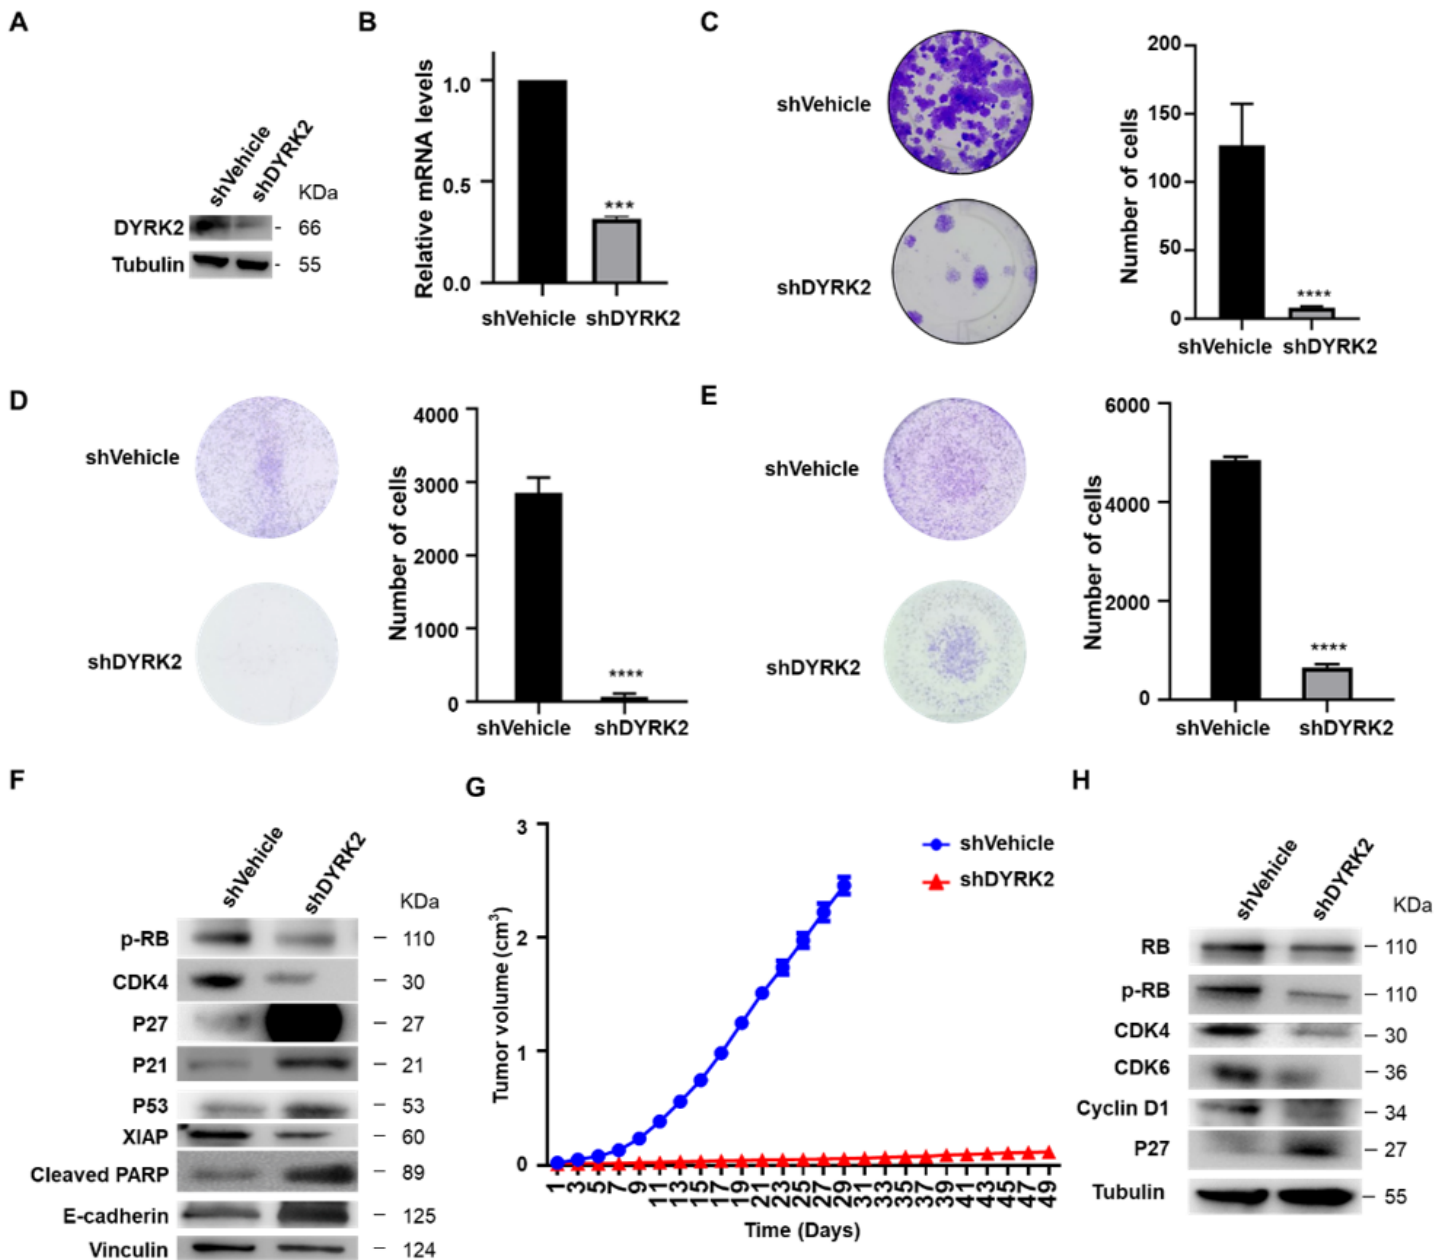 A
shVehicle
shDYRK2
KDa
DYRK2
- 66
Tubulin
- 55
B
Relative mRNA levels
1.0
0.5
0.0
***
shVehicle
shDYRK2
C
shVehicle
shDYRK2
Number of cells
200
150
100
50
0
****
shVehicle
shDYRK2
D
shVehicle
shDYRK2
Number of cells
4000
3000
2000
1000
0
****
shVehicle
shDYRK2
E
shVehicle
shDYRK2
Number of cells
6000
4000
2000
0
****
shVehicle
shDYRK2
F
shVehicle
shDYRK2
KDa
p-RB
– 110
CDK4
– 30
P27
– 27
P21
– 21
P53
– 53
XIAP
– 60
Cleaved PARP
– 89
E-cadherin
– 125
Vinculin
– 124
G
Tumor volume (cm³)
3
2
1
0
shVehicle
shDYRK2
1 3 5 7 9 11 13 15 17 19 21 23 25 27 29 31 33 35 37 39 41 43 45 47 49
Time (Days)
H
shVehicle
shDYRK2
KDa
RB
– 110
p-RB
– 110
CDK4
– 30
CDK6
– 36
Cyclin D1
– 34
P27
– 27
Tubulin
– 55